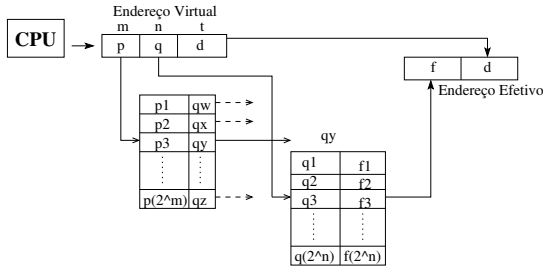 Endereço Virtual
m n t
CPU
p q d
f d
Endereço Efetivo
p1 qw
p2 qx
p3 qy
p(2^m) qz
qy
q1 f1
q2 f2
q3 f3
q(2^n) f(2^n)